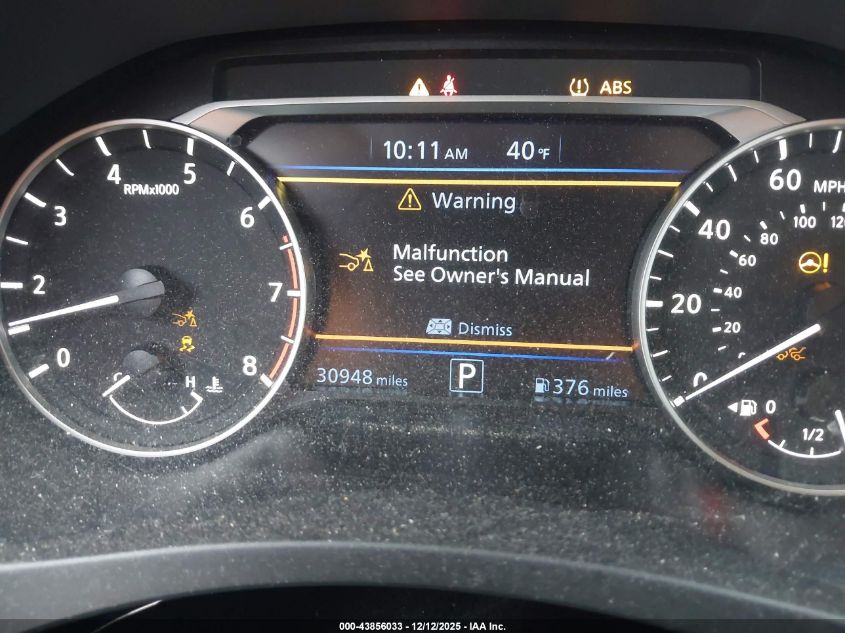 ABS
10:11 AM 40 °F
Warning
Malfunction
See Owner's Manual
Dismiss
30948 miles P 376 miles
0 2 3 4 5 6 7 8
RPMx1000
C H
0 20 40 60
MPH
20 40 60 80 100
0 1/2
000-43856033 - 12/12/2025 - IAA Inc.